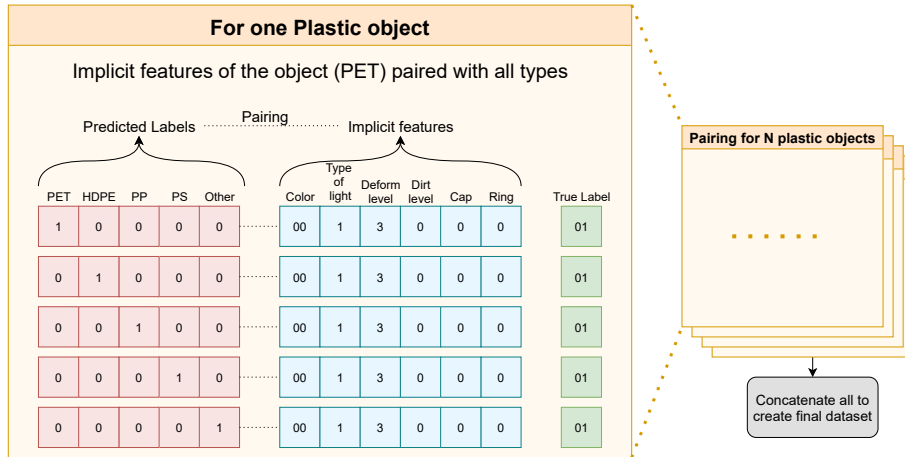 For one Plastic object
Implicit features of the object (PET) paired with all types
Predicted Labels
Pairing
Implicit features
PET HDPE PP PS Other
Color
Type
of
light
Deform
level
Dirt
level
Cap
Ring
True Label
1 0 0 0 0 00 1 3 0 0 0 01
0 1 0 0 0 00 1 3 0 0 0 01
0 0 1 0 0 00 1 3 0 0 0 01
0 0 0 1 0 00 1 3 0 0 0 01
0 0 0 0 1 00 1 3 0 0 0 01
Pairing for N plastic objects
Concatenate all to
create final dataset